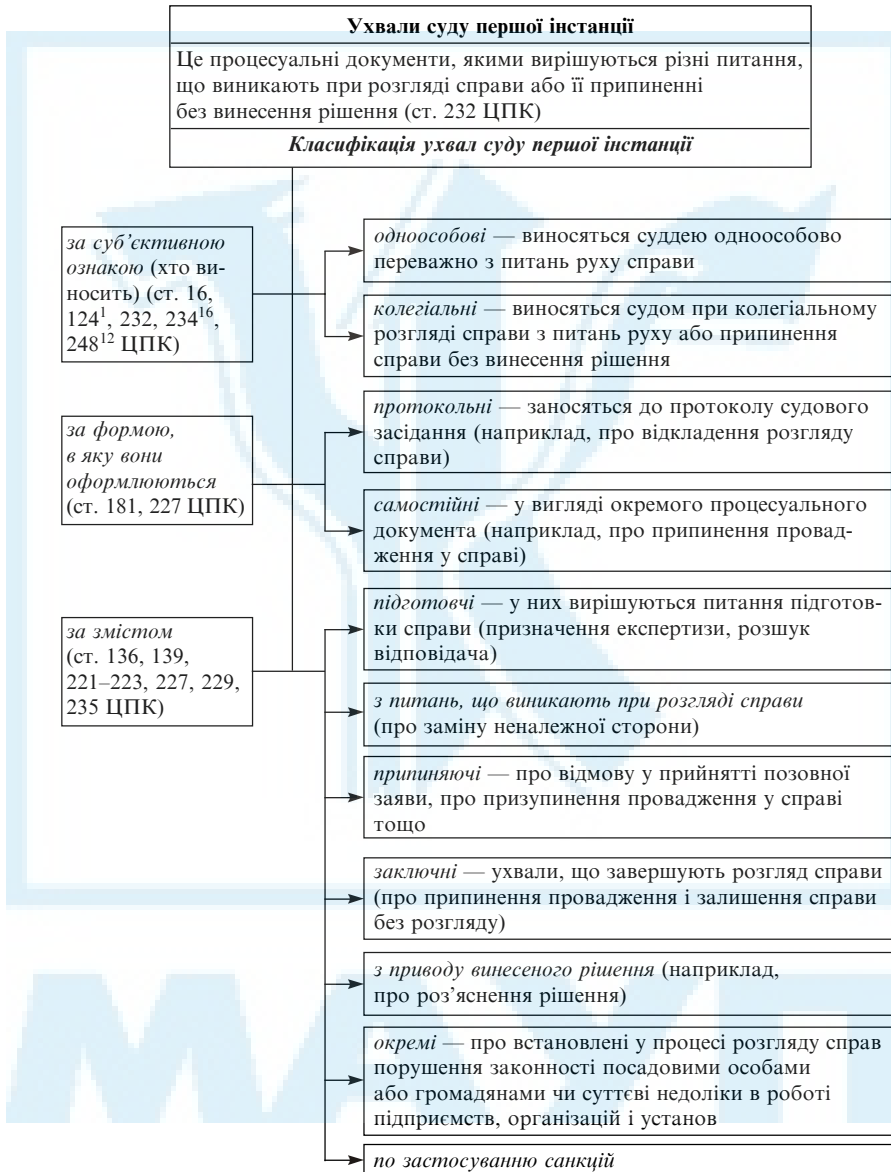 Ухвали суду першої інстанції
Це процесуальні документи, якими вирішуються різні питання,
що виникають при розгляді справи або її припиненні
без винесення рішення (ст. 232 ЦПК)
Класифікація ухвал суду першої інстанції
за суб’єктивною
ознакою (хто ви-
носить) (ст. 16,
124¹, 232, 234¹⁶,
248¹² ЦПК)
одноособові — виносяться суддею одноособово
переважно з питань руху справи
колегіальні — виносяться судом при колегіальному
розгляді справи з питань руху або припинення
справи без винесення рішення
за формою,
в яку вони
оформлюються
(ст. 181, 227 ЦПК)
протокольні — заносяться до протоколу судового
засідання (наприклад, про відкладення розгляду
справи)
самостійні — у вигляді окремого процесуального
документа (наприклад, про припинення провад-
ження у справі)
за змістом
(ст. 136, 139,
221–223, 227, 229,
235 ЦПК)
підготовчі — у них вирішуються питання підготов-
ки справи (призначення експертизи, розшук
відповідача)
з питань, що виникають при розгляді справи
(про заміну неналежної сторони)
припиняючі — про відмову у прийнятті позовної
заяви, про призупинення провадження у справі
тощо
заключні — ухвали, що завершують розгляд справи
(про припинення провадження і залишення справи
без розгляду)
з приводу винесеного рішення (наприклад,
про роз’яснення рішення)
окремі — про встановлені у процесі розгляду справ
порушення законності посадовими особами
або громадянами чи суттєві недоліки в роботі
підприємств, організацій і установ
по застосуванню санкцій
МАУП